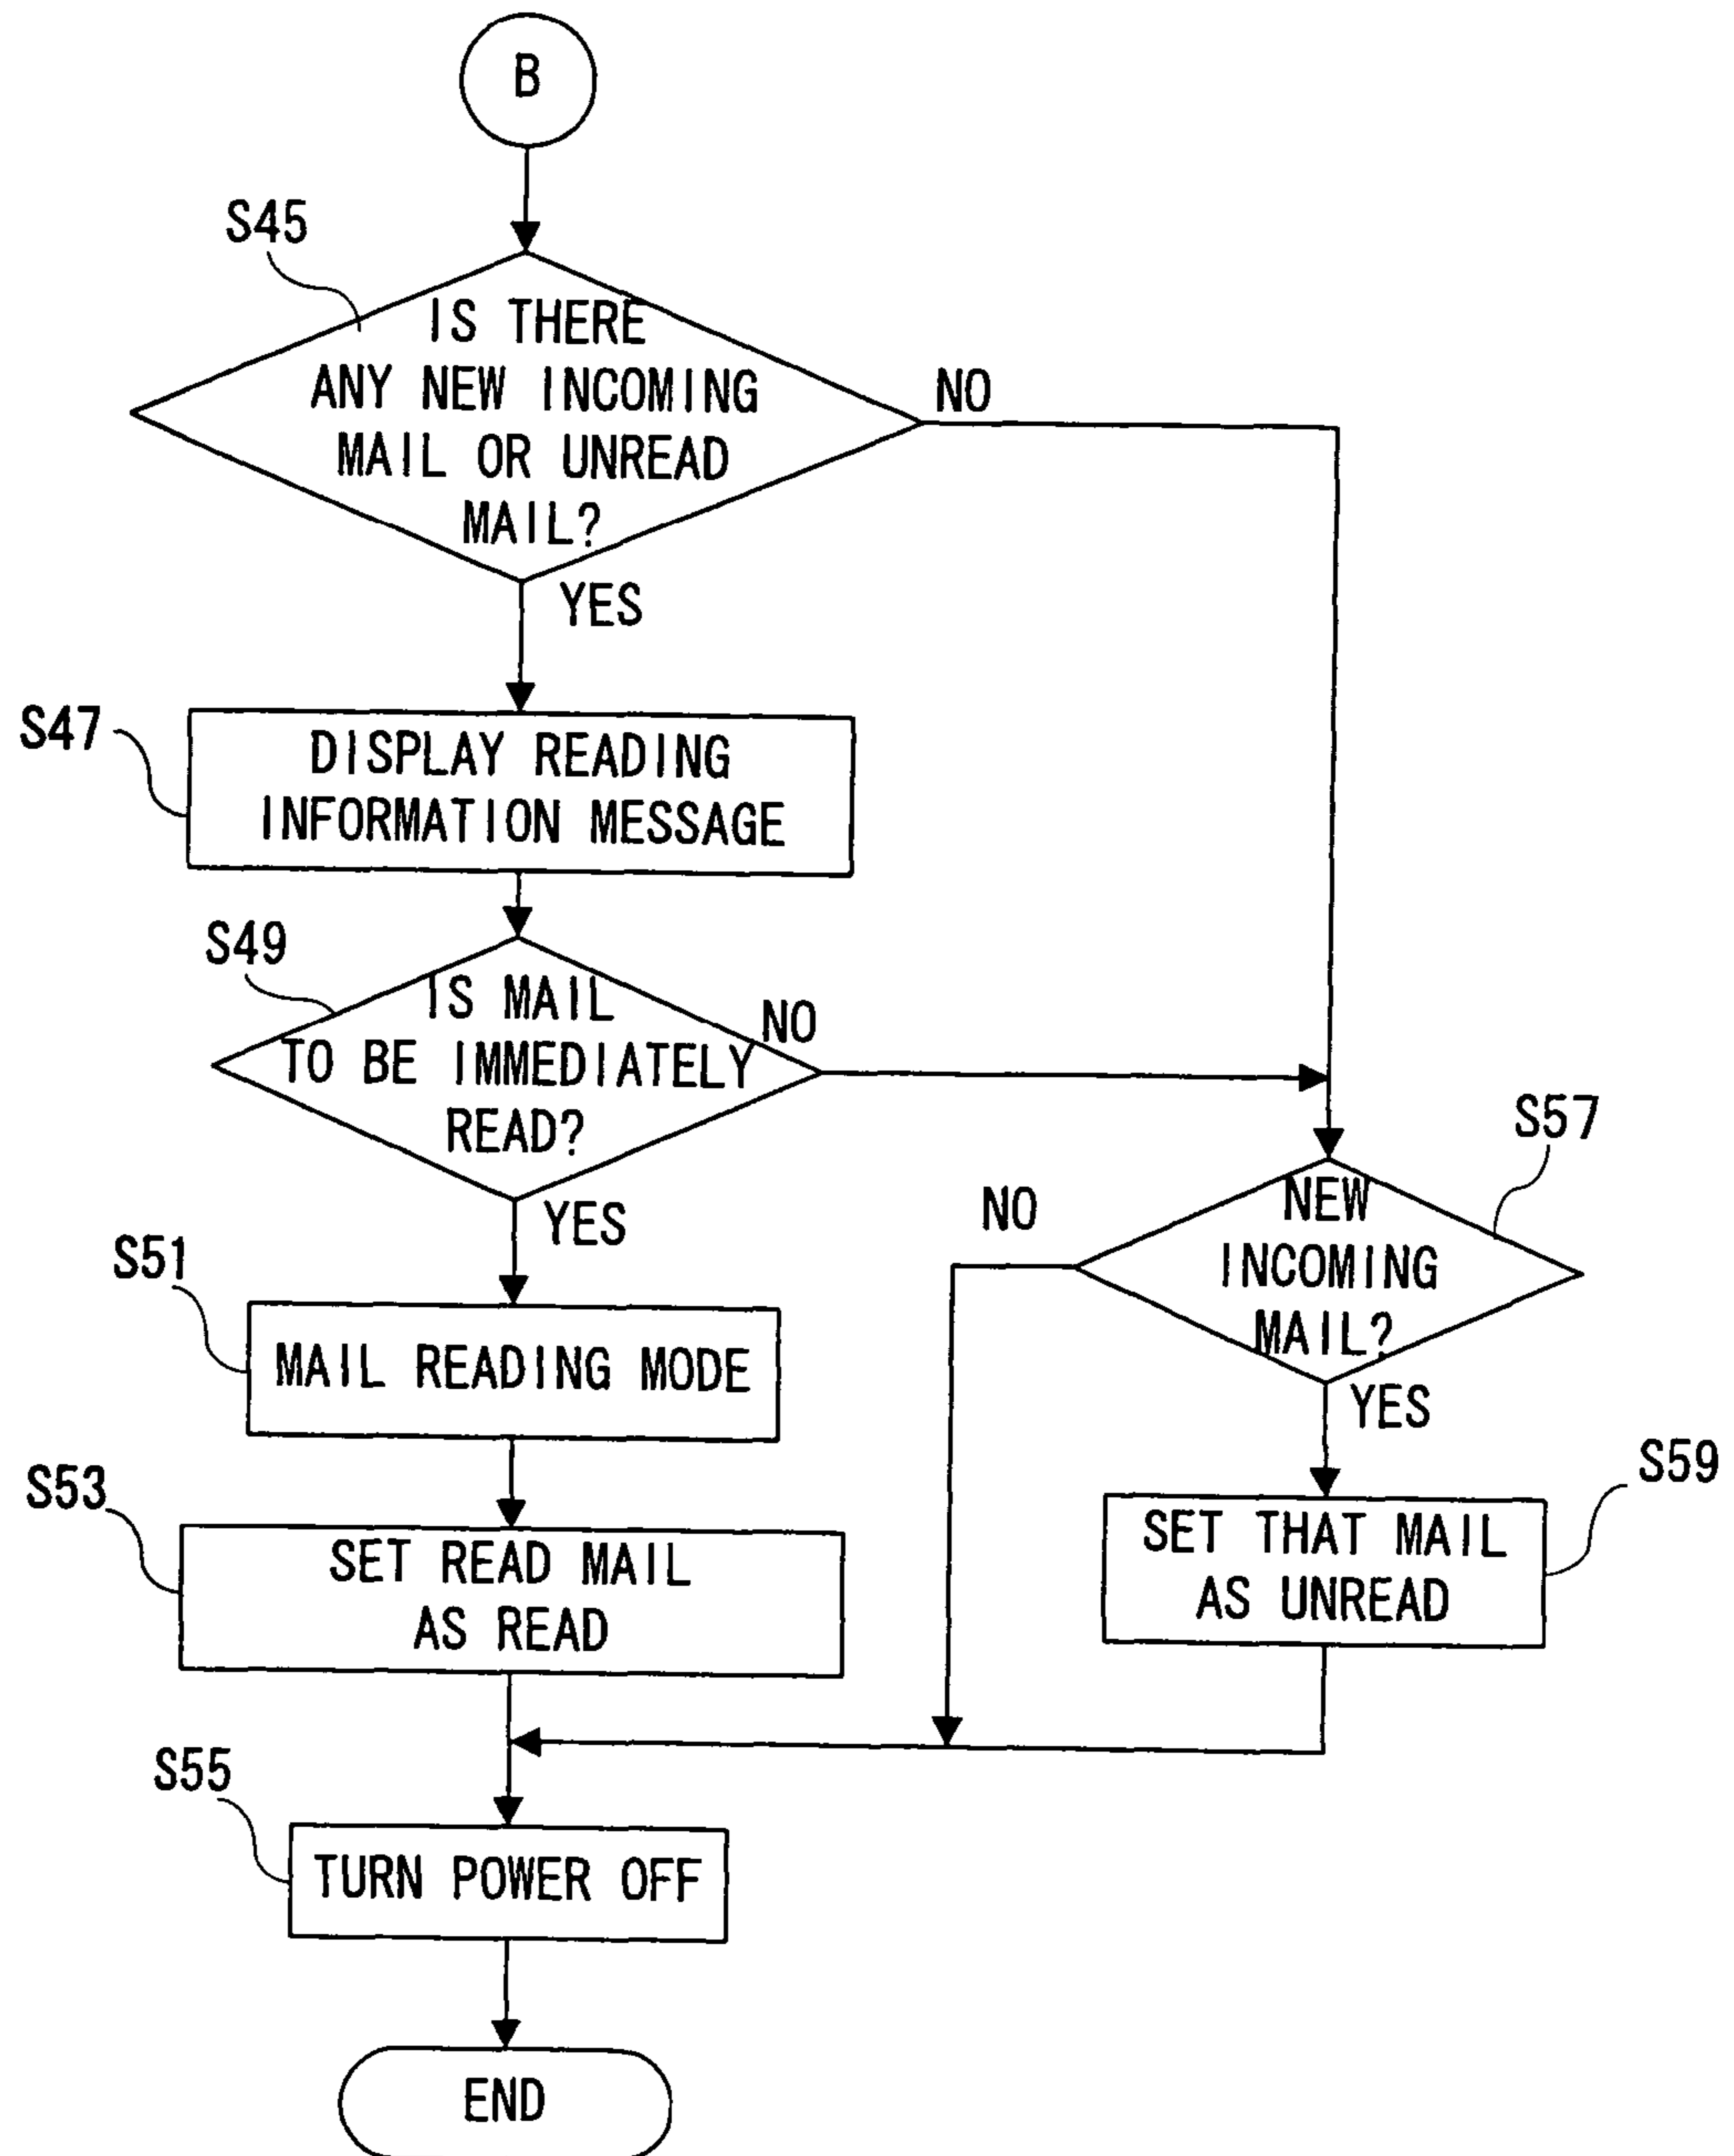 B
S45
IS THERE
ANY NEW INCOMING
MAIL OR UNREAD
MAIL?
NO
YES
S47
DISPLAY READING
INFORMATION MESSAGE
S49
IS MAIL
TO BE IMMEDIATELY
READ?
NO
YES
S57
NEW
INCOMING
MAIL?
NO
YES
S51
MAIL READING MODE
S53
SET READ MAIL
AS READ
S59
SET THAT MAIL
AS UNREAD
S55
TURN POWER OFF
END